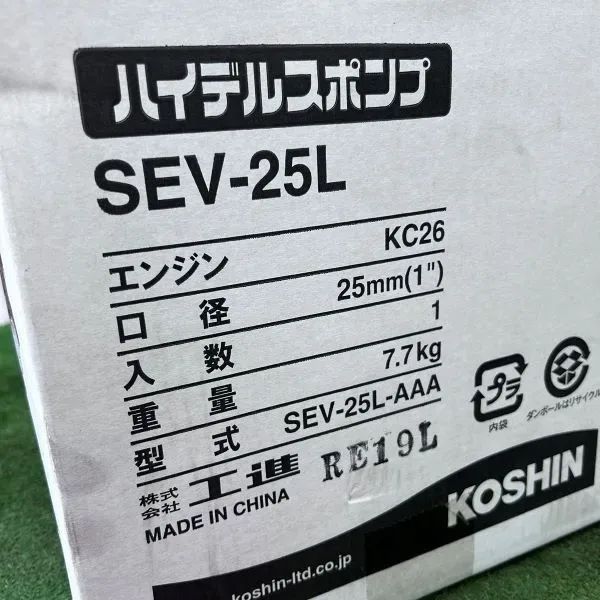 ハイデルスポンプ
SEV-25L
エンジン KC26
口径 25mm(1")
入数 1
重量 7.7kg
型式 SEV-25L-AAA
株式会社 工進 RE19L
MADE IN CHINA
プラ
内袋
ダンボールはリサイクル
KOSHIN
koshin-ltd.co.jp